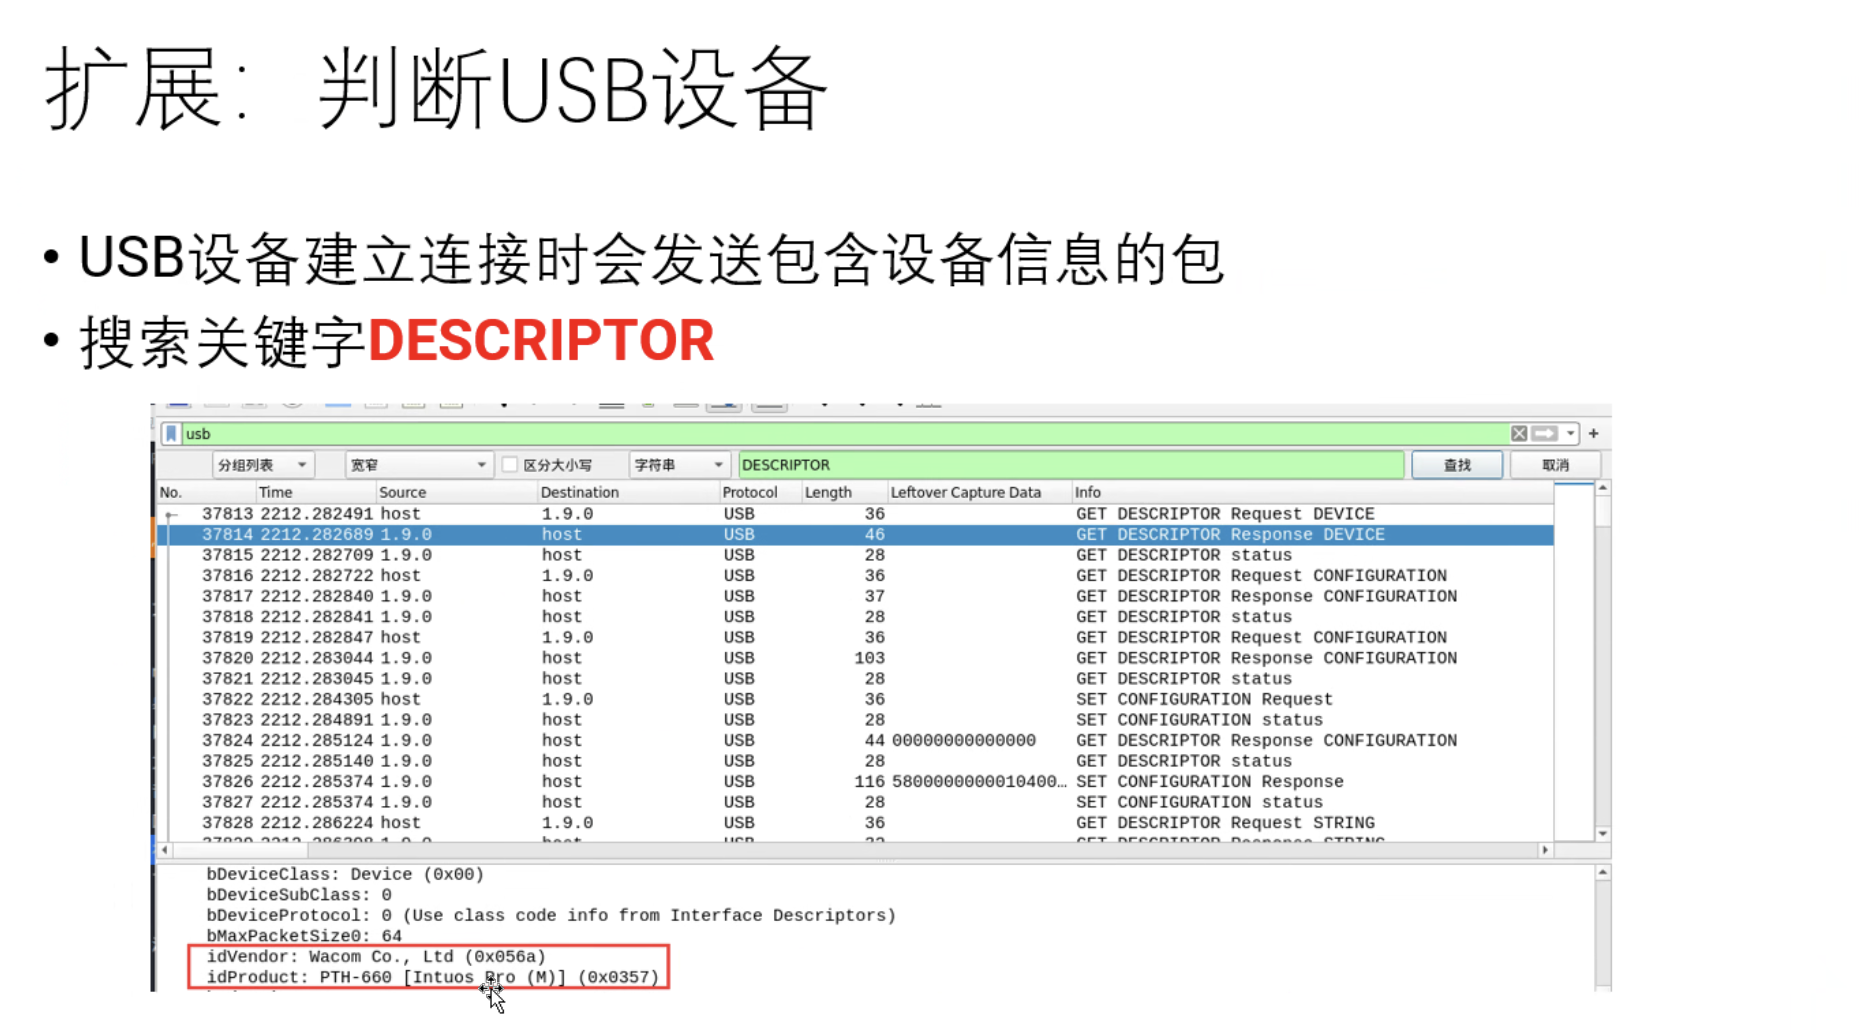 扩展： 判断USB设备
• USB设备建立连接时会发送包含设备信息的包
• 搜索关键字DESCRIPTOR
usb
分组列表 宽窄 区分大小写 字符串 DESCRIPTOR 查找 取消
No. Time Source Destination Protocol Length Leftover Capture Data Info
37813 2212.282491 host 1.9.0 USB 36 GET DESCRIPTOR Request DEVICE
37814 2212.282689 1.9.0 host USB 46 GET DESCRIPTOR Response DEVICE
37815 2212.282709 1.9.0 host USB 28 GET DESCRIPTOR status
37816 2212.282722 host 1.9.0 USB 36 GET DESCRIPTOR Request CONFIGURATION
37817 2212.282840 1.9.0 host USB 37 GET DESCRIPTOR Response CONFIGURATION
37818 2212.282841 1.9.0 host USB 28 GET DESCRIPTOR status
37819 2212.282847 host 1.9.0 USB 36 GET DESCRIPTOR Request CONFIGURATION
37820 2212.283044 1.9.0 host USB 103 GET DESCRIPTOR Response CONFIGURATION
37821 2212.283045 1.9.0 host USB 28 GET DESCRIPTOR status
37822 2212.284305 host 1.9.0 USB 36 SET CONFIGURATION Request
37823 2212.284891 1.9.0 host USB 28 SET CONFIGURATION status
37824 2212.285124 1.9.0 host USB 44 00000000000000 GET DESCRIPTOR Response CONFIGURATION
37825 2212.285140 1.9.0 host USB 28 GET DESCRIPTOR status
37826 2212.285374 1.9.0 host USB 116 5800000000010400… SET CONFIGURATION Response
37827 2212.285374 1.9.0 host USB 28 SET CONFIGURATION status
37828 2212.286224 host 1.9.0 USB 36 GET DESCRIPTOR Request STRING
bDeviceClass: Device (0x00)
bDeviceSubClass: 0
bDeviceProtocol: 0 (Use class code info from Interface Descriptors)
bMaxPacketSize0: 64
idVendor: Wacom Co., Ltd (0x056a)
idProduct: PTH-660 [Intuos Pro (M)] (0x0357)